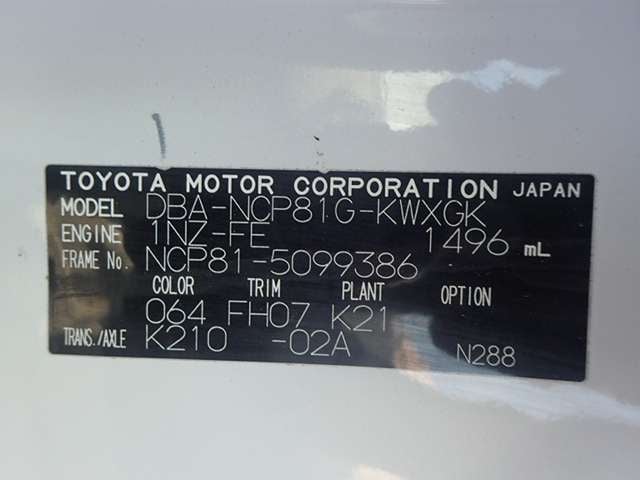 TOYOTA MOTOR CORPORATION JAPAN
MODEL DBA-NCP81G-KWXGK
ENGINE 1NZ-FE 1496 mL
FRAME No. NCP81-5099386
COLOR TRIM PLANT OPTION
064 FH07 K21
TRANS./AXLE K210 -02A N288